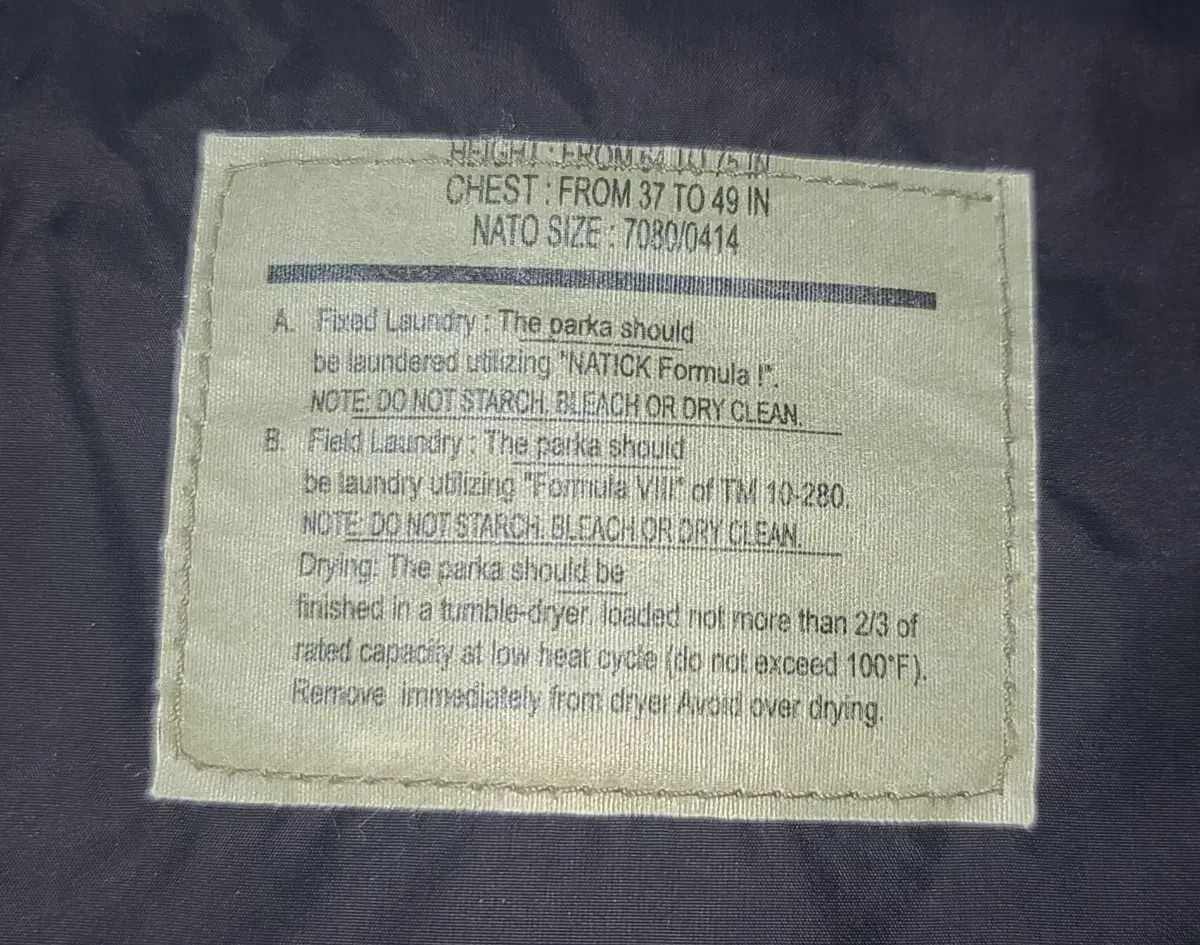 HEIGHT : FROM 64 TO 75 IN
CHEST : FROM 37 TO 49 IN
NATO SIZE : 7080/0414
A. Fixed Laundry : The parka should
be laundered utilizing "NATICK Formula I".
NOTE: DO NOT STARCH. BLEACH OR DRY CLEAN.
B. Field Laundry : The parka should
be laundry utilizing "Formula VIII" of TM 10-280.
NOTE: DO NOT STARCH. BLEACH OR DRY CLEAN.
Drying: The parka should be
finished in a tumble-dryer. loaded not more than 2/3 of
rated capacity at low heat cycle (do not exceed 100°F).
Remove immediately from dryer Avoid over drying.